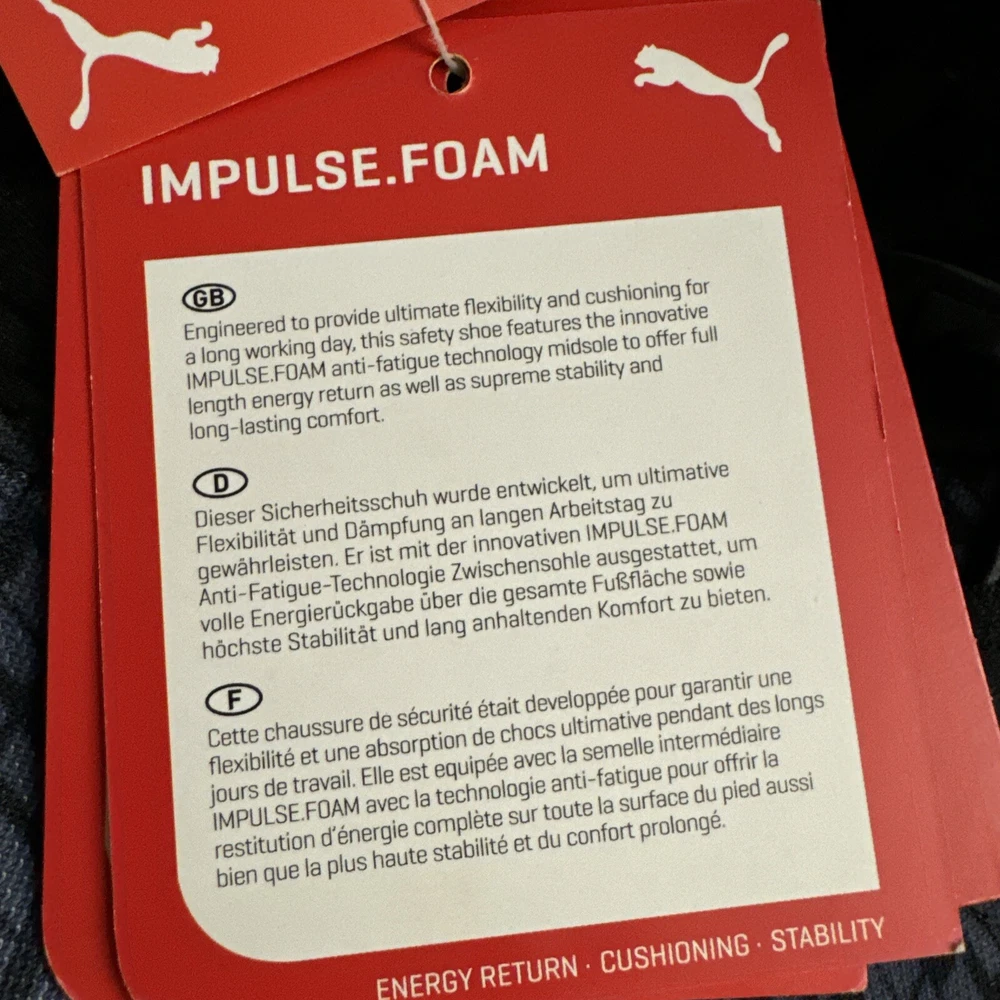 IMPULSE.FOAM
GB
Engineered to provide ultimate flexibility and cushioning for
a long working day, this safety shoe features the innovative
IMPULSE.FOAM anti-fatigue technology midsole to offer full
length energy return as well as supreme stability and
long-lasting comfort.
D
Dieser Sicherheitsschuh wurde entwickelt, um ultimative
Flexibilität und Dämpfung an langen Arbeitstag zu
gewährleisten. Er ist mit der innovativen IMPULSE.FOAM
Anti-Fatigue-Technologie Zwischensohle ausgestattet, um
volle Energierückgabe über die gesamte Fußfläche sowie
höchste Stabilität und lang anhaltenden Komfort zu bieten.
F
Cette chaussure de sécurité était developpée pour garantir une
flexibilité et une absorption de chocs ultimative pendant des longs
jours de travail. Elle est equipée avec la semelle intermédiaire
IMPULSE.FOAM avec la technologie anti-fatigue pour offrir la
restitution d'énergie complète sur toute la surface du pied aussi
bien que la plus haute stabilité et du confort prolongé.
ENERGY RETURN · CUSHIONING · STABILITY